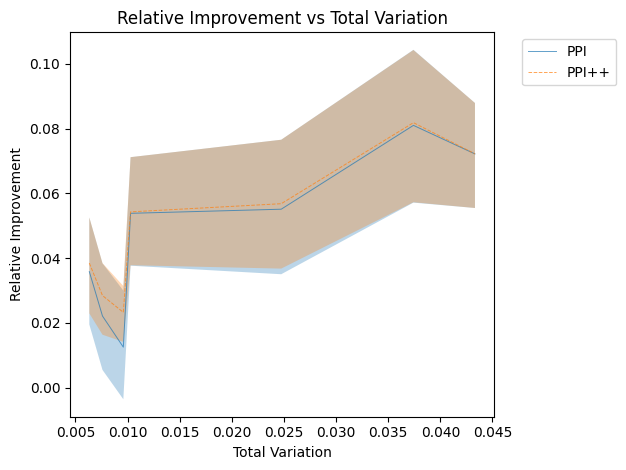 Relative Improvement vs Total Variation
PPI
PPI++
Relative Improvement
0.10
0.08
0.06
0.04
0.02
0.00
0.005 0.010 0.015 0.020 0.025 0.030 0.035 0.040 0.045
Total Variation